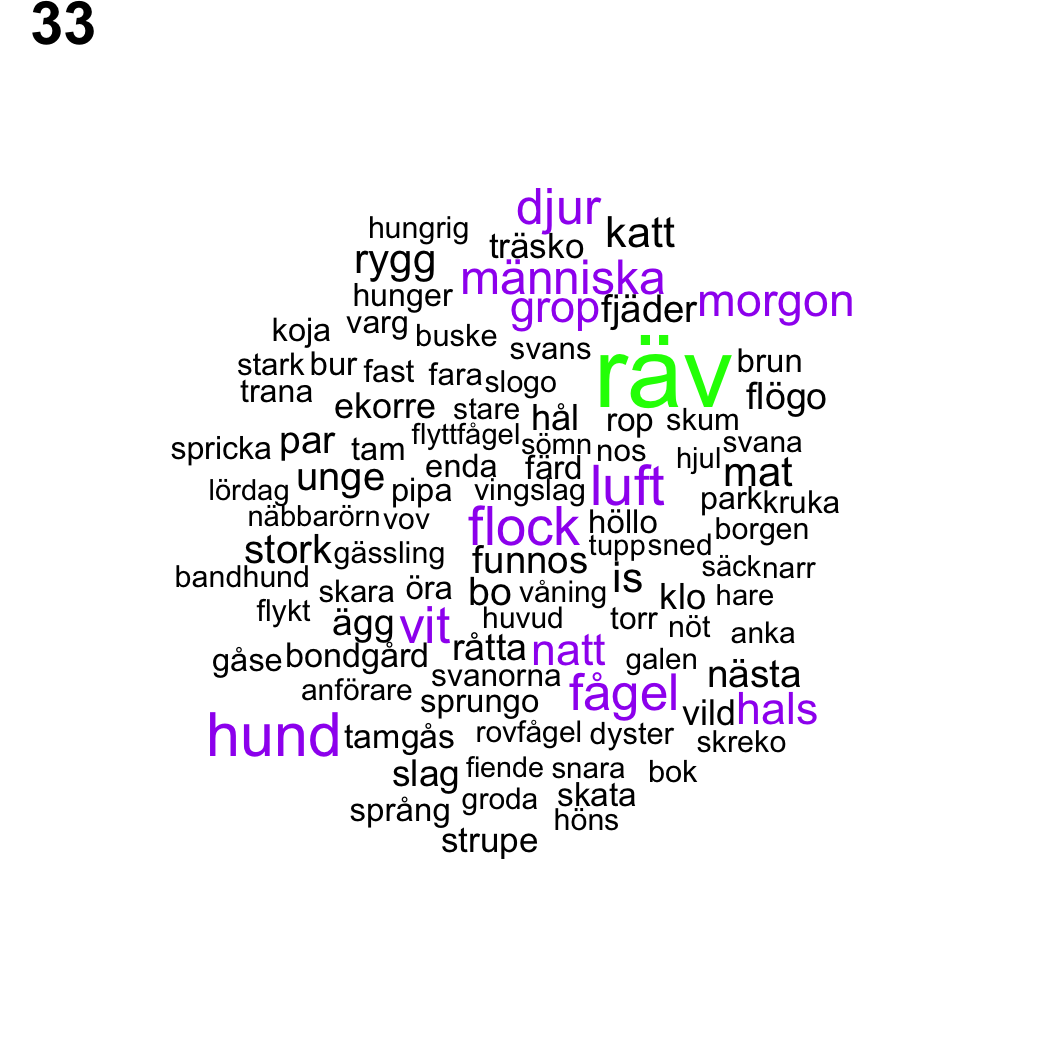 33
djur
hungrig träsko katt
rygg människa
hunger grop fjäder morgon
koja varg buske
svans räv brun
stark bur fast fara slogo
trana ekorre stare hål flögo
rop skum
spricka par tam flyttfågel sömn nos hjul svana
unge enda färd luft mat
lördag pipa vingslag park kruka
näbbarörn vov flock höllo borgen
stork gässling funnos tupp sned
bandhund skara öra bo våning is säck narr
klo hare
flykt ägg vit huvud torr nöt anka
gåse bondgård råtta natt galen
anförare svanorna nästa
sprungo fågel vild hals
hund tamgås rovfågel dyster skreko
slag fiende snara bok
språng groda skata
höns
strupe